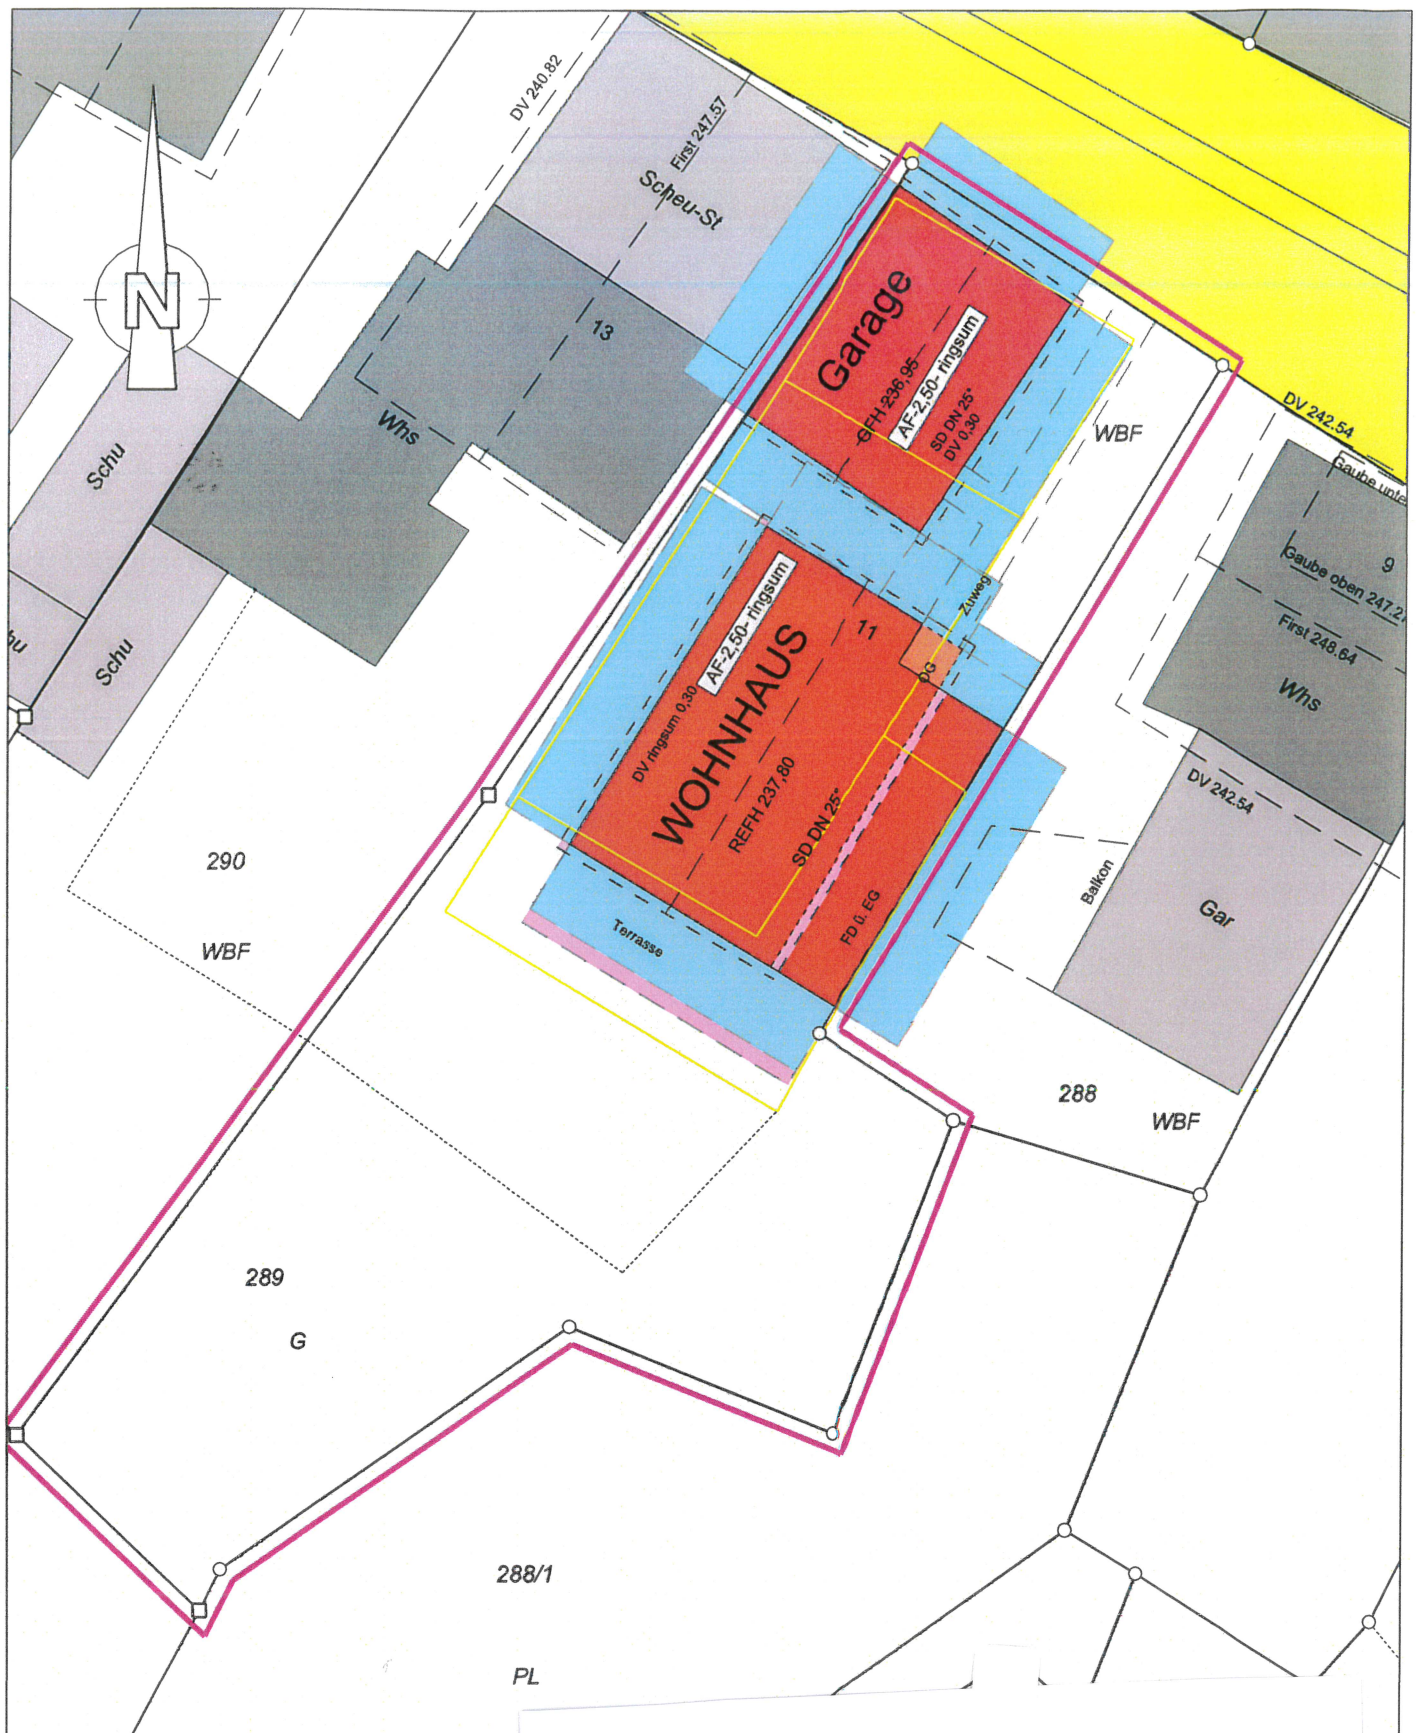 DV 240.82
First 247.57
Scheu-St
N
13
Whs
Schu
Schu
hu
Garage
GFH 236,95
AF-2,50- ringsum
SD DN 25°
DV 0,30
WBF
DV 242.54
Gaube unte
9
Gaube oben 247.2
First 248.64
Whs
Zuweg
11
AF-2,50- ringsum
DV ringsum 0,30
WOHNHAUS
REFH 237,80
SD DN 25°
FD ü. EG
Terrasse
DV 242.54
Balkon
Gar
290
WBF
288
WBF
289
G
288/1
PL